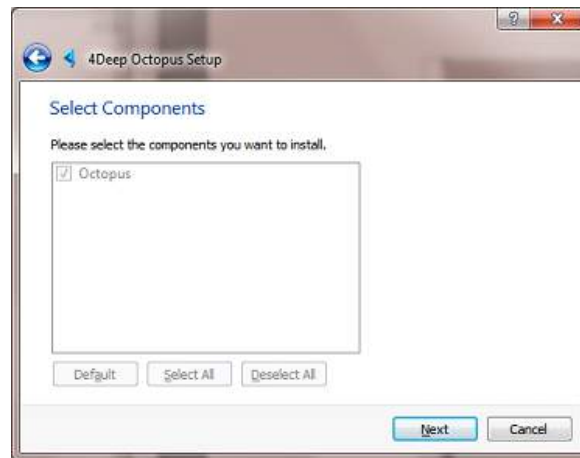 4Deep Octopus Setup
Select Components
Please select the components you want to install.
Octopus
Default Select All Deselect All
Next Cancel